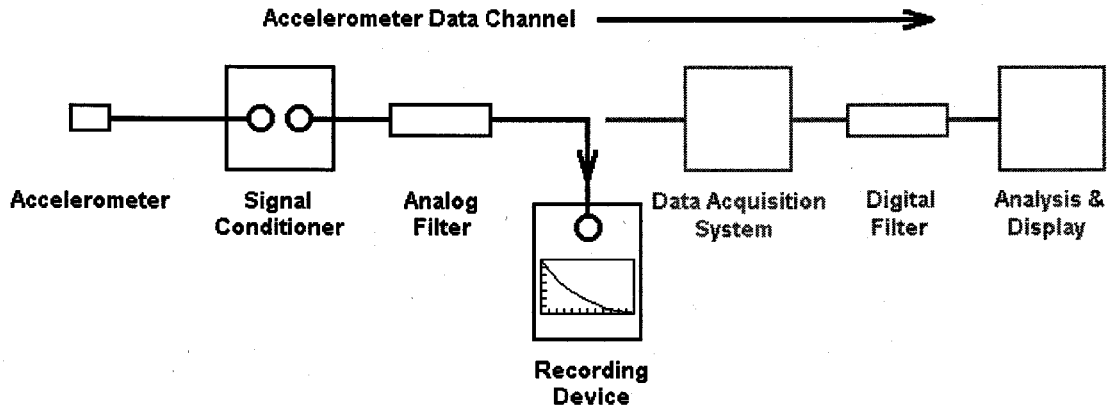 Accelerometer Data Channel
Accelerometer
Signal
Conditioner
Analog
Filter
Data Acquisition
System
Digital
Filter
Analysis &
Display
Recording
Device